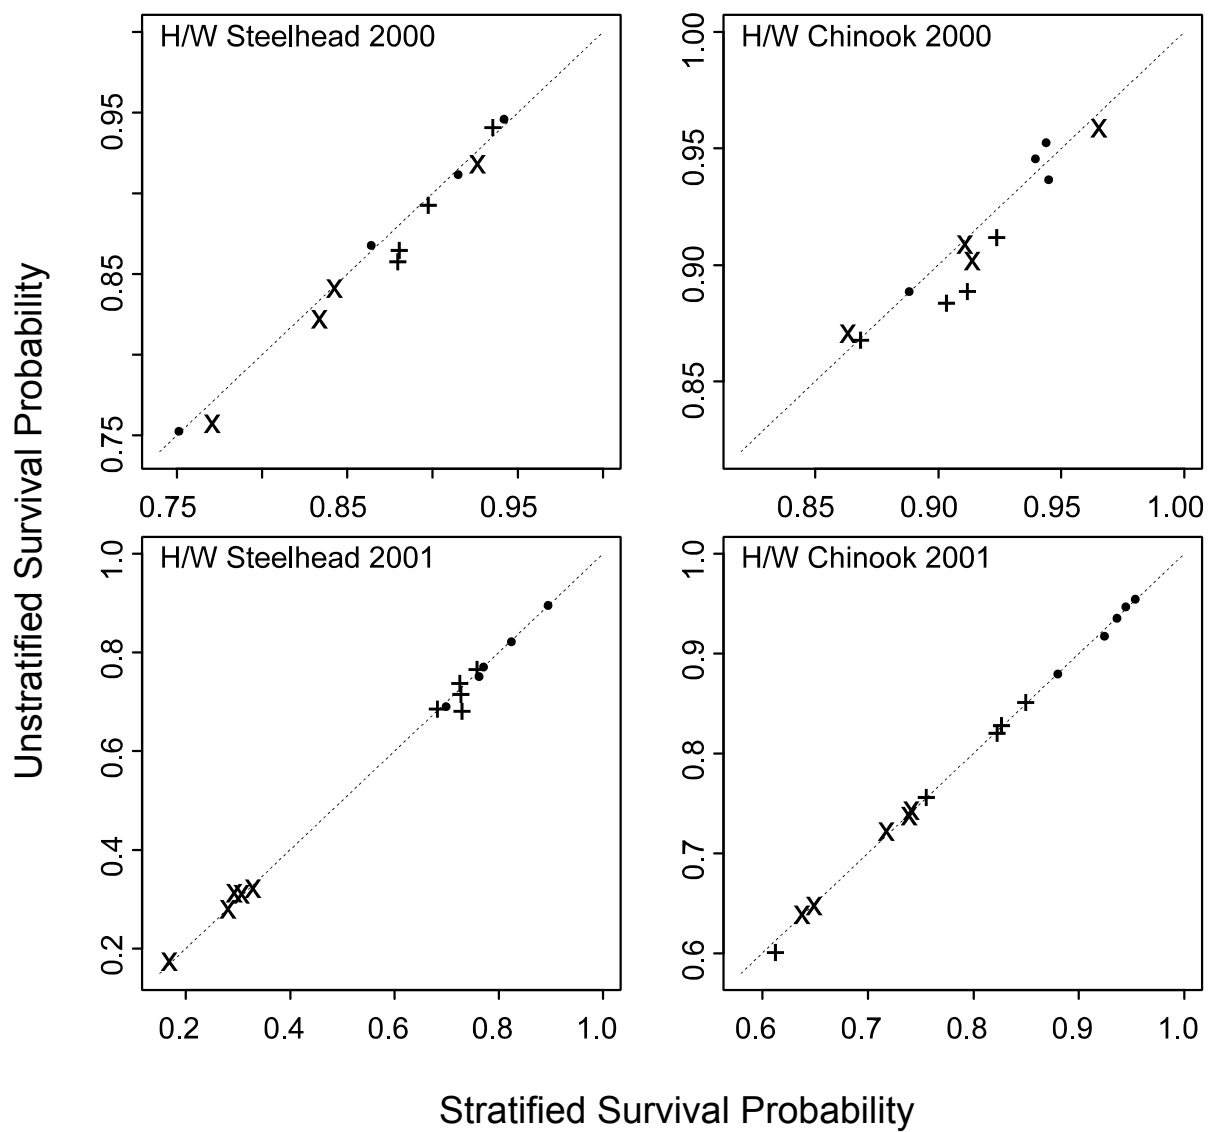 H/W Steelhead 2000
0.95
0.85
0.75
0.75 0.85 0.95
H/W Chinook 2000
1.00
0.95
0.90
0.85
0.85 0.90 0.95 1.00
H/W Steelhead 2001
1.0
0.8
0.6
0.4
0.2
0.2 0.4 0.6 0.8 1.0
H/W Chinook 2001
1.0
0.9
0.8
0.7
0.6
0.6 0.7 0.8 0.9 1.0
Unstratified Survival Probability
Stratified Survival Probability